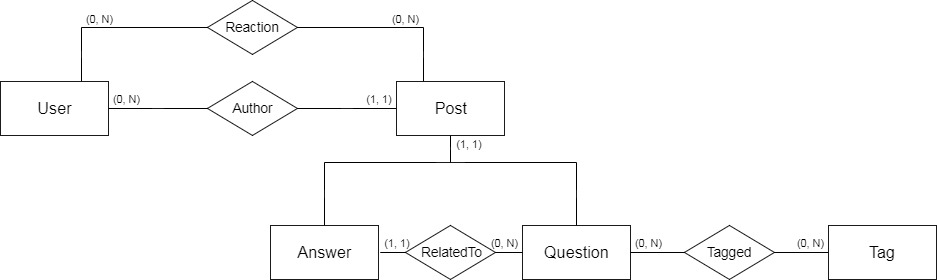 (0, N)
Reaction
(0, N)
User
(0, N)
Author
(1, 1)
Post
(1, 1)
Answer
(1, 1)
RelatedTo
(0, N)
Question
(0, N)
Tagged
(0, N)
Tag